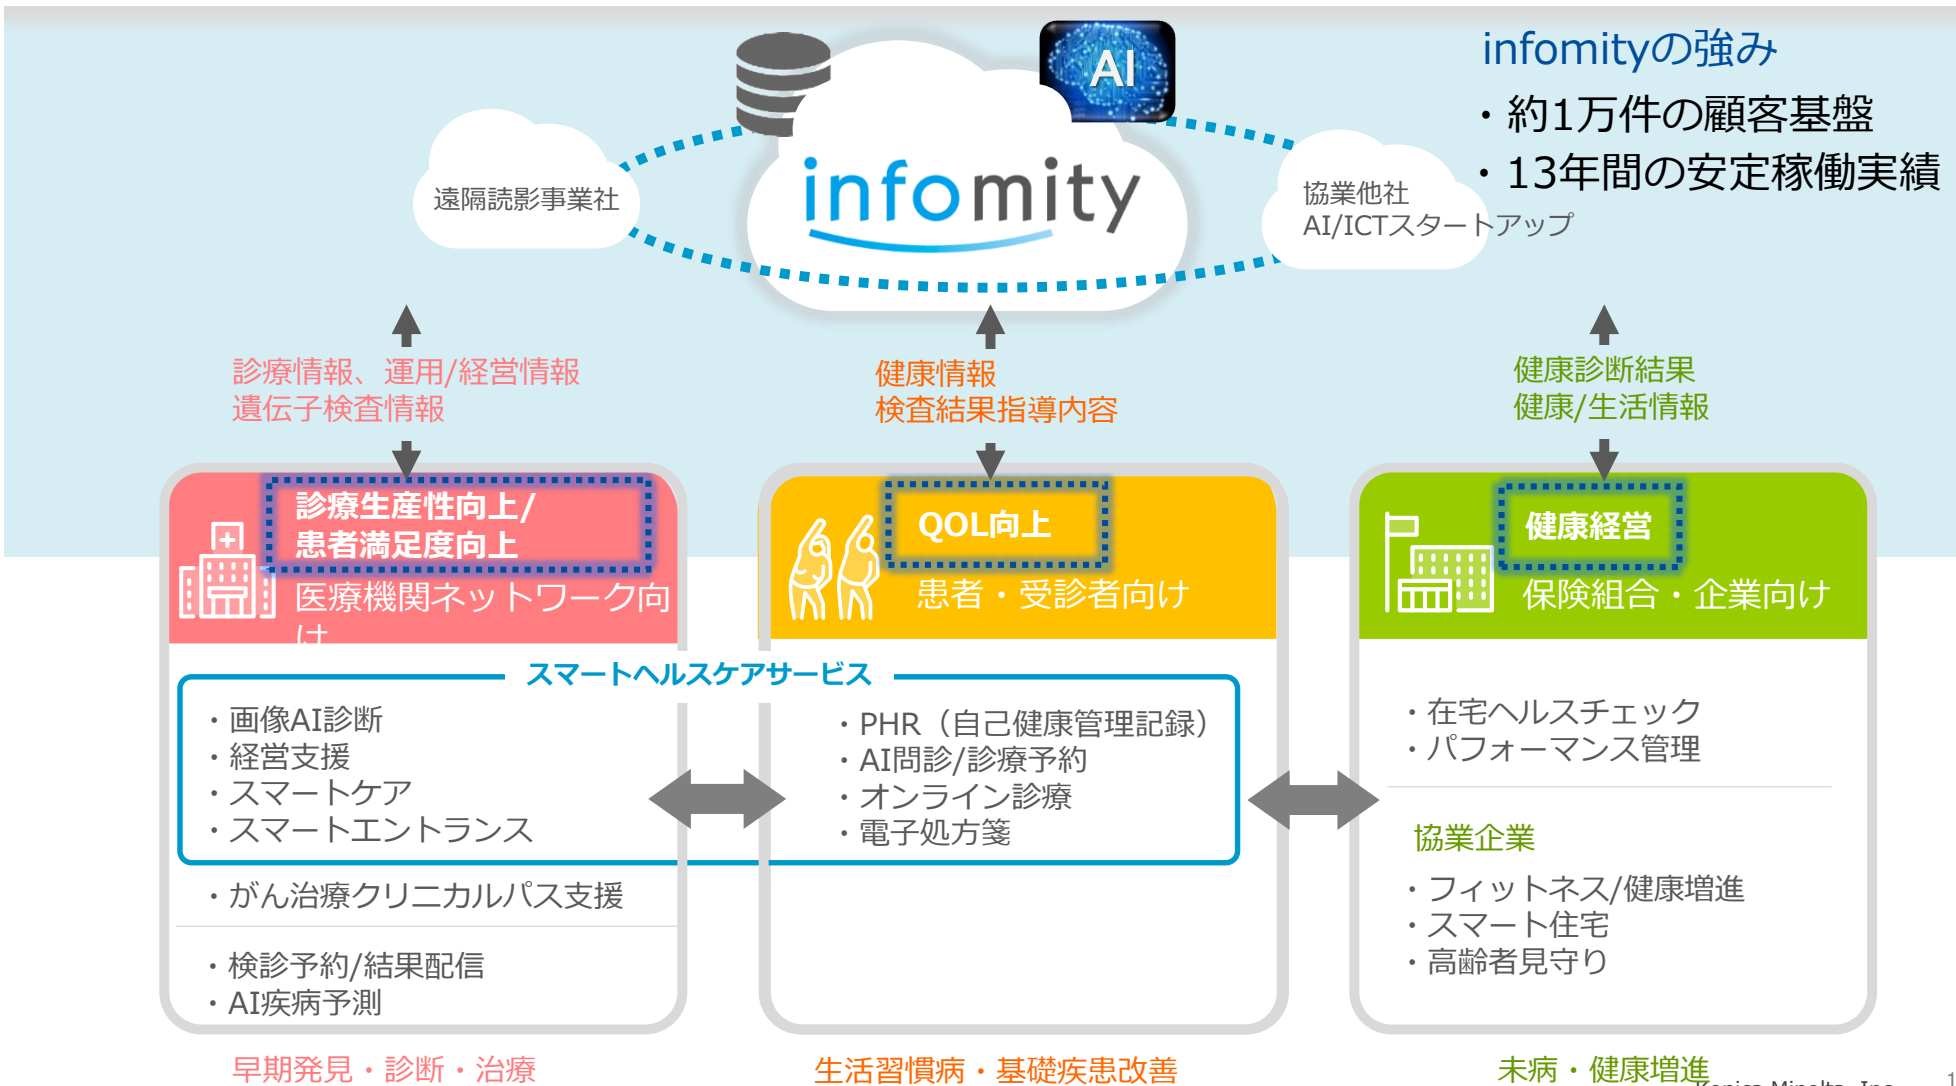 AI
infomityの強み
・約1万件の顧客基盤
・13年間の安定稼働実績
遠隔読影事業社
infomity
協業他社
AI/ICTスタートアップ
診療情報、運用/経営情報
遺伝子検査情報
健康情報
検査結果指導内容
健康診断結果
健康/生活情報
診療生産性向上/
患者満足度向上
医療機関ネットワーク向
け
QOL向上
患者・受診者向け
健康経営
保険組合・企業向け
スマートヘルスケアサービス
・画像AI診断
・経営支援
・スマートケア
・スマートエントランス
・がん治療クリニカルパス支援
・検診予約/結果配信
・AI疾病予測
・PHR（自己健康管理記録）
・AI問診/診療予約
・オンライン診療
・電子処方箋
・在宅ヘルスチェック
・パフォーマンス管理
協業企業
・フィットネス/健康増進
・スマート住宅
・高齢者見守り
早期発見・診断・治療
生活習慣病・基礎疾患改善
未病・健康増進
Konica Minolta, Inc.